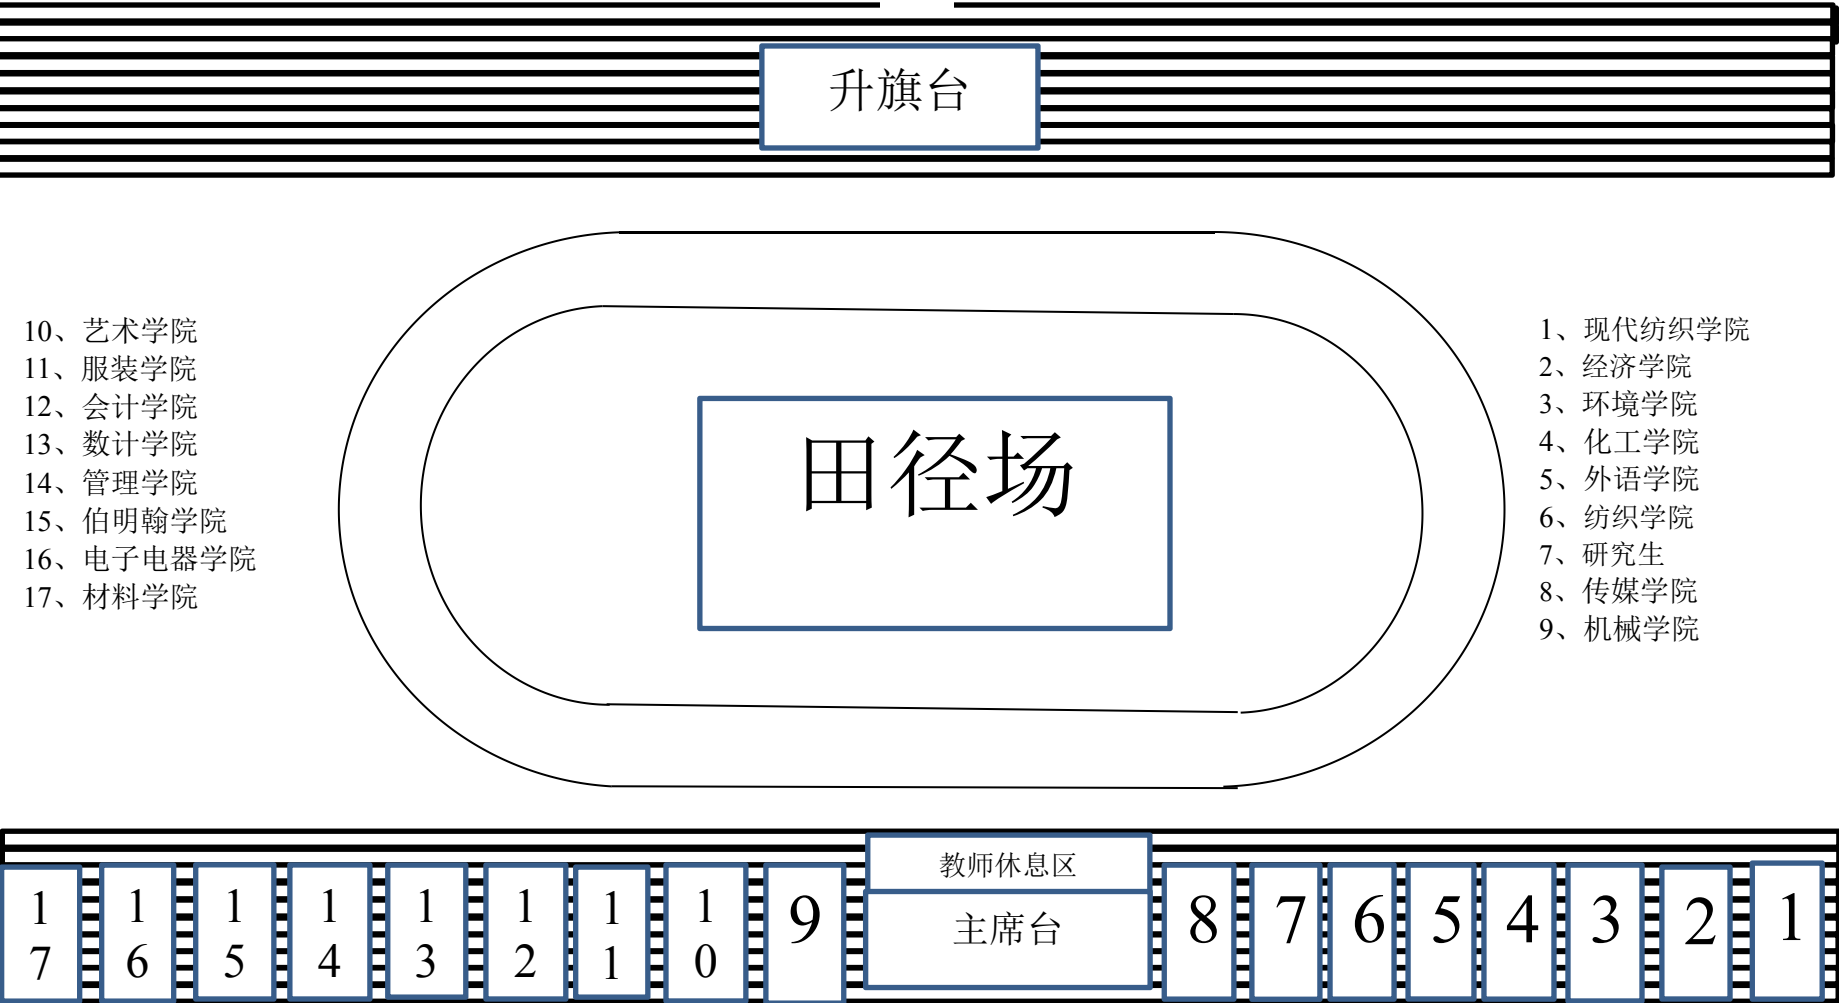 升旗台
10、艺术学院
11、服装学院
12、会计学院
13、数计学院
14、管理学院
15、伯明翰学院
16、电子电器学院
17、材料学院
田径场
1、现代纺织学院
2、经济学院
3、环境学院
4、化工学院
5、外语学院
6、纺织学院
7、研究生
8、传媒学院
9、机械学院
教师休息区
主席台
17
16
15
14
13
12
11
10
9
8
7
6
5
4
3
2
1